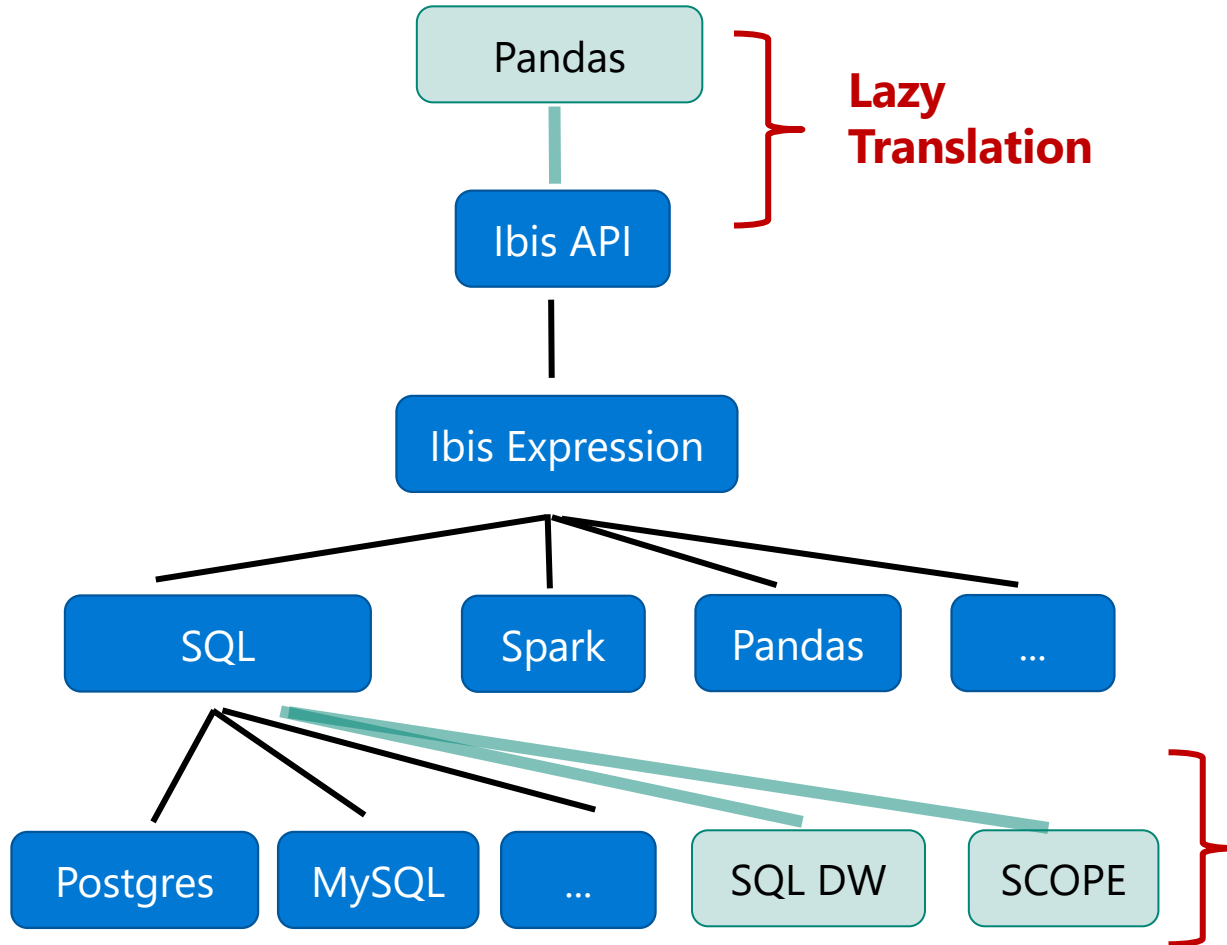 Pandas
Lazy
Translation
Ibis API
Ibis Expression
SQL
Spark
Pandas
...
Postgres
MySQL
...
SQL DW
SCOPE